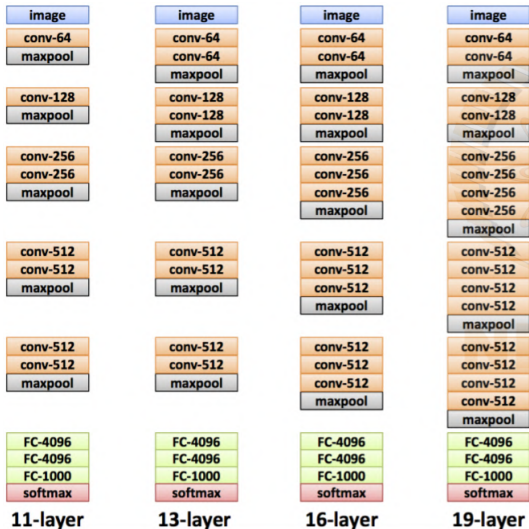 image
conv-64
maxpool
conv-128
maxpool
conv-256
conv-256
maxpool
conv-512
conv-512
maxpool
conv-512
conv-512
maxpool
FC-4096
FC-4096
FC-1000
softmax
11-layer
image
conv-64
conv-64
maxpool
conv-128
conv-128
maxpool
conv-256
conv-256
maxpool
conv-512
conv-512
maxpool
conv-512
conv-512
maxpool
FC-4096
FC-4096
FC-1000
softmax
13-layer
image
conv-64
conv-64
maxpool
conv-128
conv-128
maxpool
conv-256
conv-256
conv-256
maxpool
conv-512
conv-512
conv-512
maxpool
conv-512
conv-512
conv-512
maxpool
FC-4096
FC-4096
FC-1000
softmax
16-layer
image
conv-64
conv-64
maxpool
conv-128
conv-128
maxpool
conv-256
conv-256
conv-256
conv-256
maxpool
conv-512
conv-512
conv-512
conv-512
maxpool
conv-512
conv-512
conv-512
conv-512
maxpool
FC-4096
FC-4096
FC-1000
softmax
19-layer